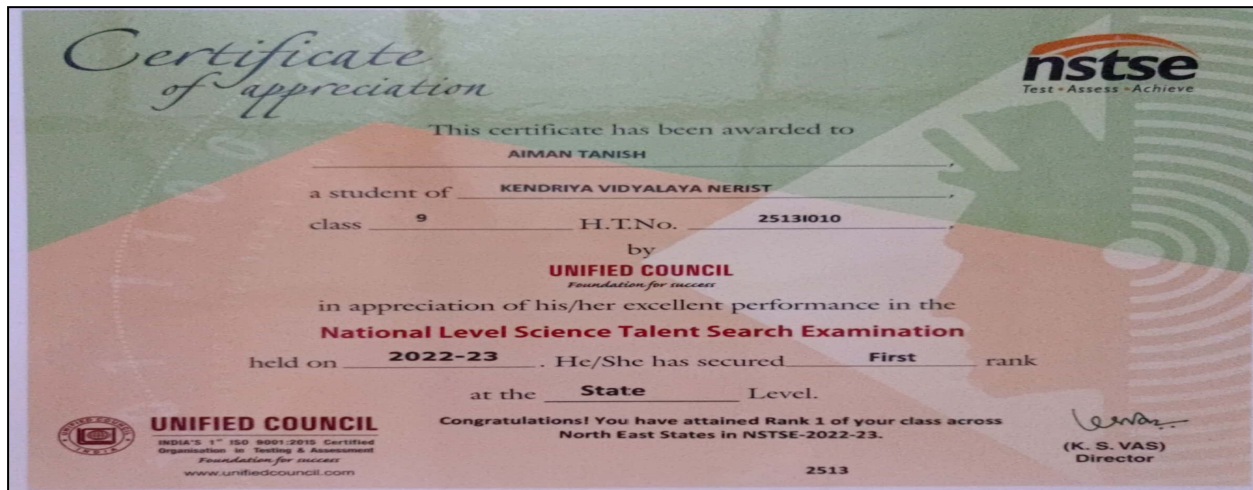 Certificate
of appreciation
nstse
Test • Assess • Achieve
This certificate has been awarded to
AIMAN TANISH ,
a student of KENDRIYA VIDYALAYA NERIST ,
class 9 H.T.No. 2513I010 ,
by
UNIFIED COUNCIL
Foundation for success
in appreciation of his/her excellent performance in the
National Level Science Talent Search Examination
held on 2022-23 . He/She has secured First rank
at the State Level.
UNIFIED COUNCIL
INDIA
UNIFIED COUNCIL
INDIA'S 1ST ISO 9001:2015 Certified
Organisation in Testing & Assessment
Foundation for success
www.unifiedcouncil.com
Congratulations! You have attained Rank 1 of your class across
North East States in NSTSE-2022-23.
2513
(K. S. VAS)
Director